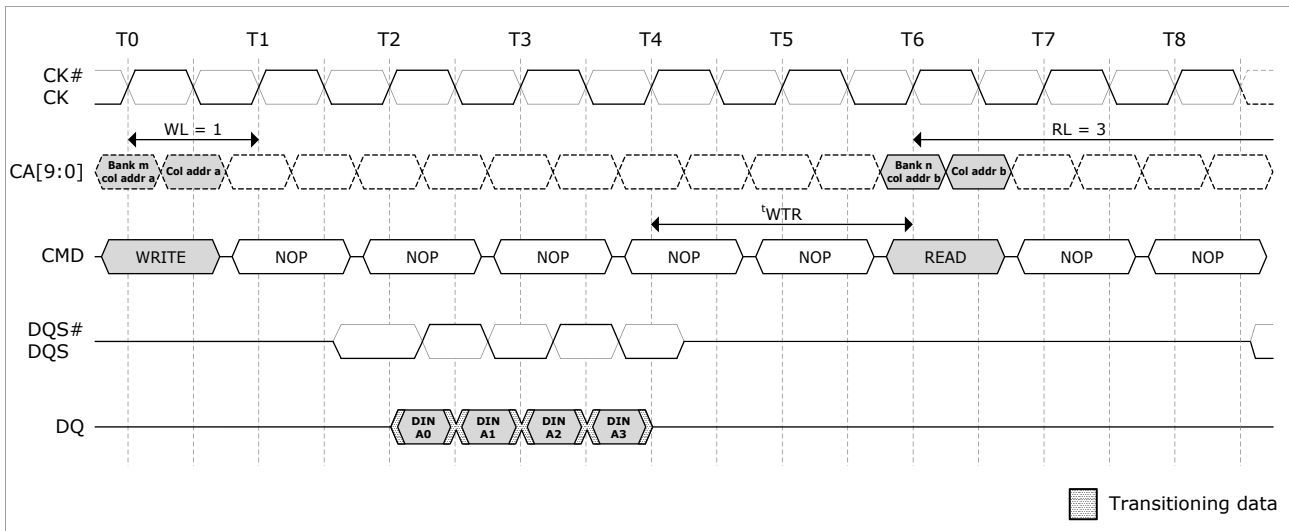 T0 T1 T2 T3 T4 T5 T6 T7 T8
CK#
CK
WL = 1 RL = 3
CA[9:0] Bank m col addr a Col addr a Bank n col addr b Col addr b
tWTR
CMD WRITE NOP NOP NOP NOP NOP READ NOP NOP
DQS#
DQS
DQ DIN A0 DIN A1 DIN A2 DIN A3
Transitioning data